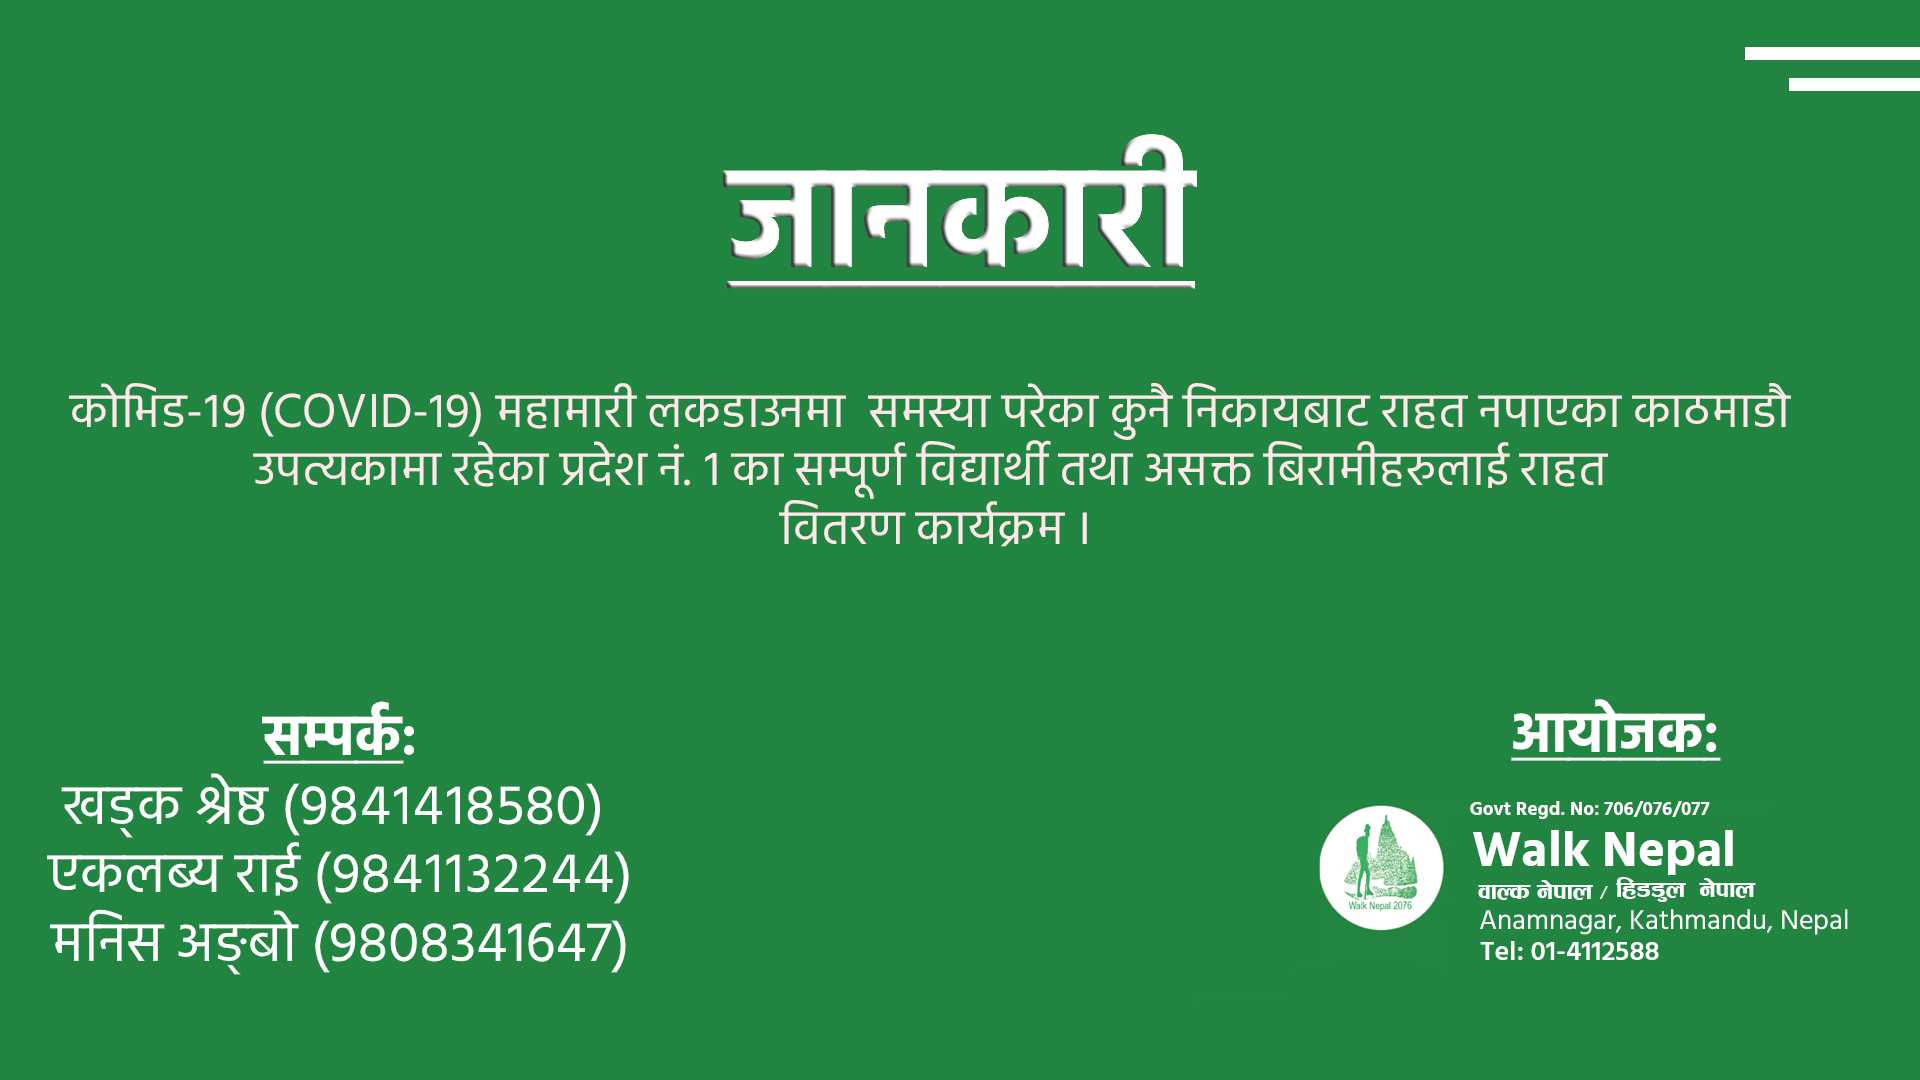 जानकारी
कोभिड-19 (COVID-19) महामारी लकडाउनमा समस्या परेका कुनै निकायबाट राहत नपाएका काठमाडौ
उपत्यकामा रहेका प्रदेश नं. 1 का सम्पूर्ण विद्यार्थी तथा असक्त बिरामीहरुलाई राहत
वितरण कार्यक्रम ।
सम्पर्क:
खड्क श्रेष्ठ (9841418580)
एकलब्य राई (9841132244)
मनिस अङ्बो (9808341647)
आयोजक:
Govt Regd. No: 706/076/077
Walk Nepal
वाल्क नेपाल / हिडडुल नेपाल
Anamnagar, Kathmandu, Nepal
Tel: 01-4112588
Walk Nepal 2076